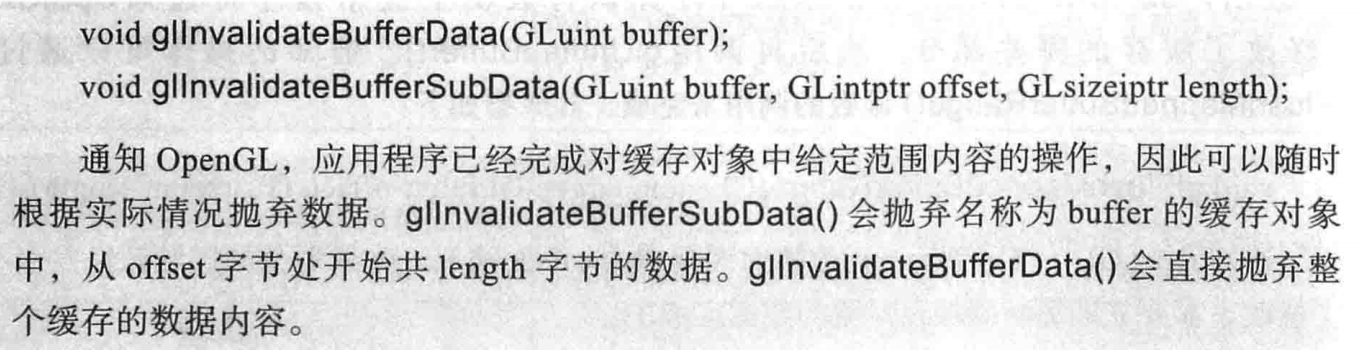 void glInvalidateBufferData(GLuint buffer);
void glInvalidateBufferSubData(GLuint buffer, GLintptr offset, GLsizeiptr length);
通知 OpenGL，应用程序已经完成对缓存对象中给定范围内容的操作，因此可以随时
根据实际情况抛弃数据。glInvalidateBufferSubData() 会抛弃名称为 buffer 的缓存对象
中，从 offset 字节处开始共 length 字节的数据。glInvalidateBufferData() 会直接抛弃整
个缓存的数据内容。